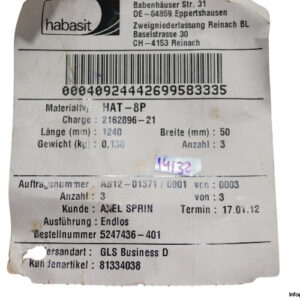 habasit
Babenhäuser Str. 31
DE-64859 Eppertshausen
Zweigniederlassung Reinach BL
Baselstrasse 30
CH-4153 Reinach
000409244426995833​35
Materialtyp HAT-8P
Charge : 2162896-21
Länge (mm) : 1240 Breite (mm) : 50
Gewicht (kg) : 0,130 Anzahl : 3
14132
Auftragsnummer : AB12-01371 / 0001 von : 0003
Anzahl : 3 von : 3
Kunde : AXEL SPRIN Termin : 17.01.12
Ausführung : Endlos
Bestellnummer 5247436-401
Versandart: GLS Business D
Kundenartikel : 81334038